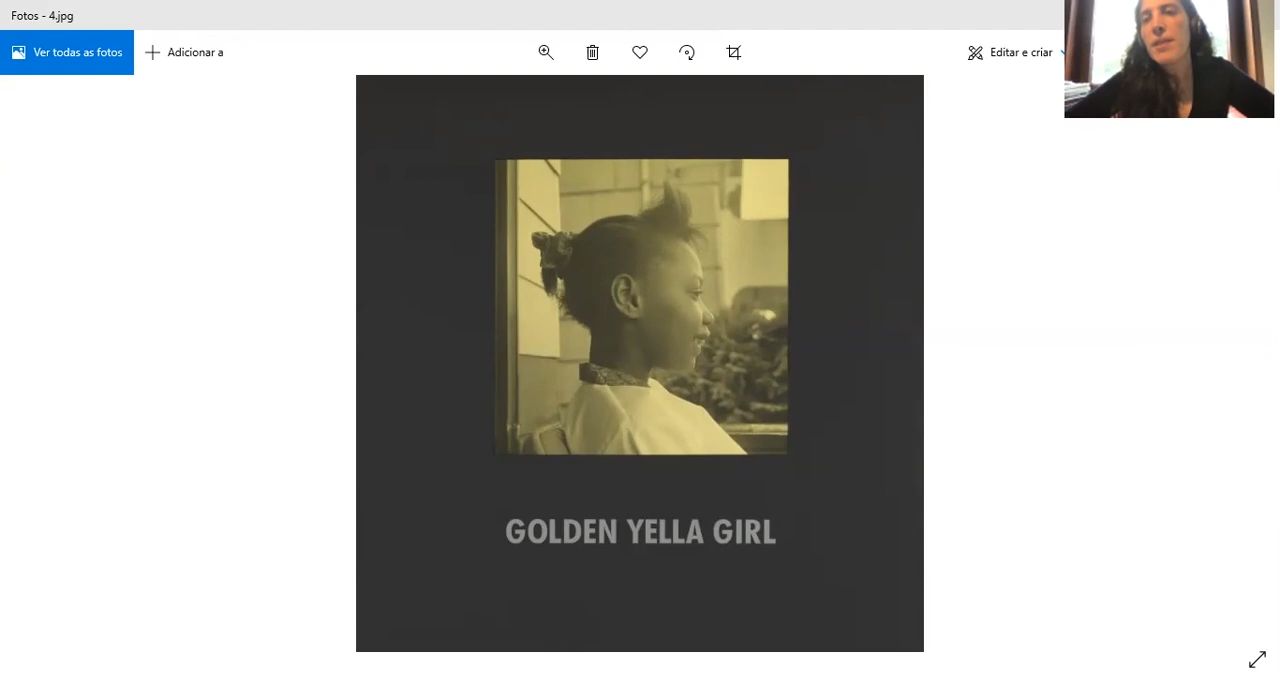 Fotos - 4.jpg
Ver todas as fotos
Adicionar a
Editar e criar
GOLDEN YELLA GIRL